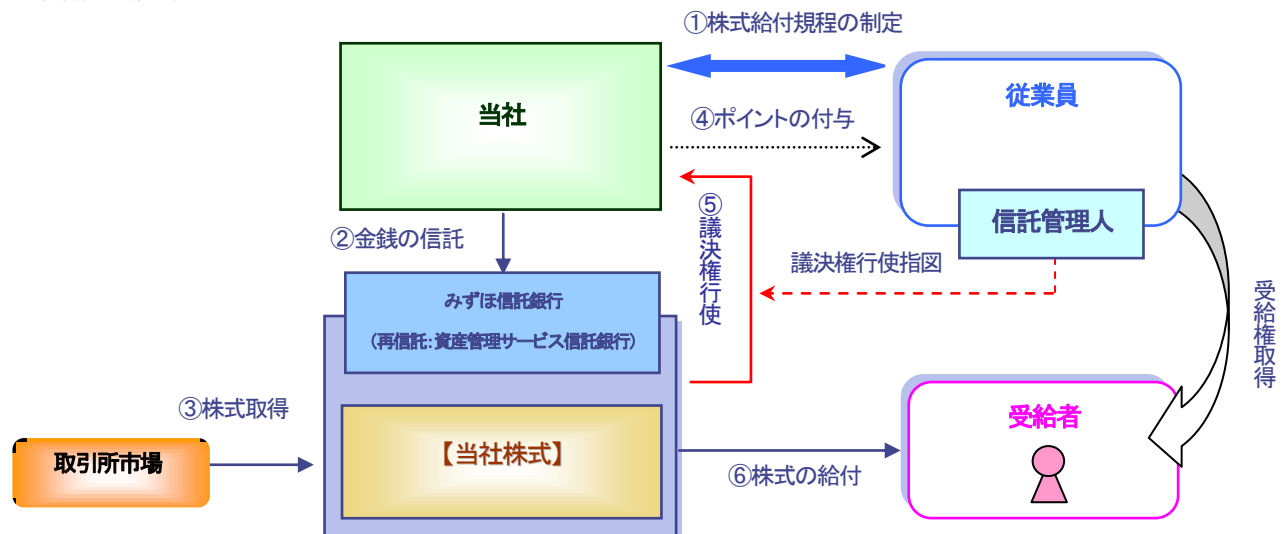 ①株式給付規程の制定
当社
従業員
④ポイントの付与
⑤議決権行使
信託管理人
②金銭の信託
議決権行使指図
みずほ信託銀行
(再信託:資産管理サービス信託銀行)
受給権取得
③株式取得
取引所市場
【当社株式】
受給者
⑥株式の給付